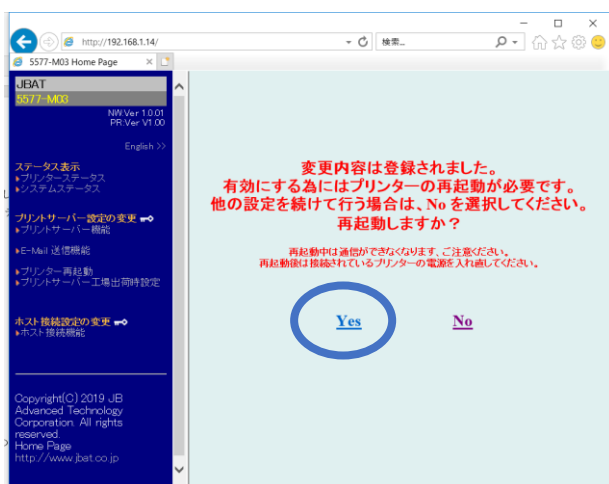 http://192.168.1.14/
検索...
5577-M03 Home Page
JBAT
5577-M03
NW:Ver 1.0.01
PR:Ver V1.00
English >>
ステータス表示
プリンターステータス
システムステータス
プリントサーバー設定の変更
プリントサーバー機能
E-Mail 送信機能
プリンター再起動
プリントサーバー工場出荷時設定
ホスト接続設定の変更
ホスト接続機能
Copyright(C) 2019 JB
Advanced Technology
Corporation. All rights
reserved.
Home Page
http://www.jbat.co.jp
変更内容は登録されました。
有効にする為にはプリンターの再起動が必要です。
他の設定を続けて行う場合は、No を選択してください。
再起動しますか？
再起動中は通信ができなくなります、ご注意ください。
再起動後は接続されているプリンターの電源を入れ直してください。
Yes
No